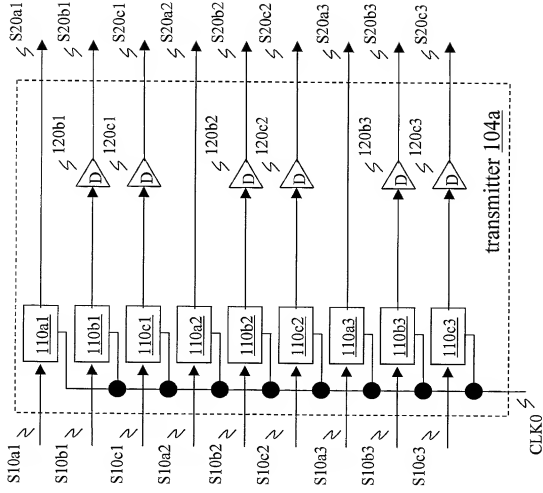 S20a1
S20b1
S20c1
S20a2
S20b2
S20c2
S20a3
S20b3
S20c3
120b1
120c1
120b2
120c2
120b3
120c3
D
D
D
D
D
D
transmitter 104a
110a1
110b1
110c1
110a2
110b2
110c2
110a3
110b3
110c3
S10a1
S10b1
S10c1
S10a2
S10b2
S10c2
S10a3
S10b3
S10c3
CLK0